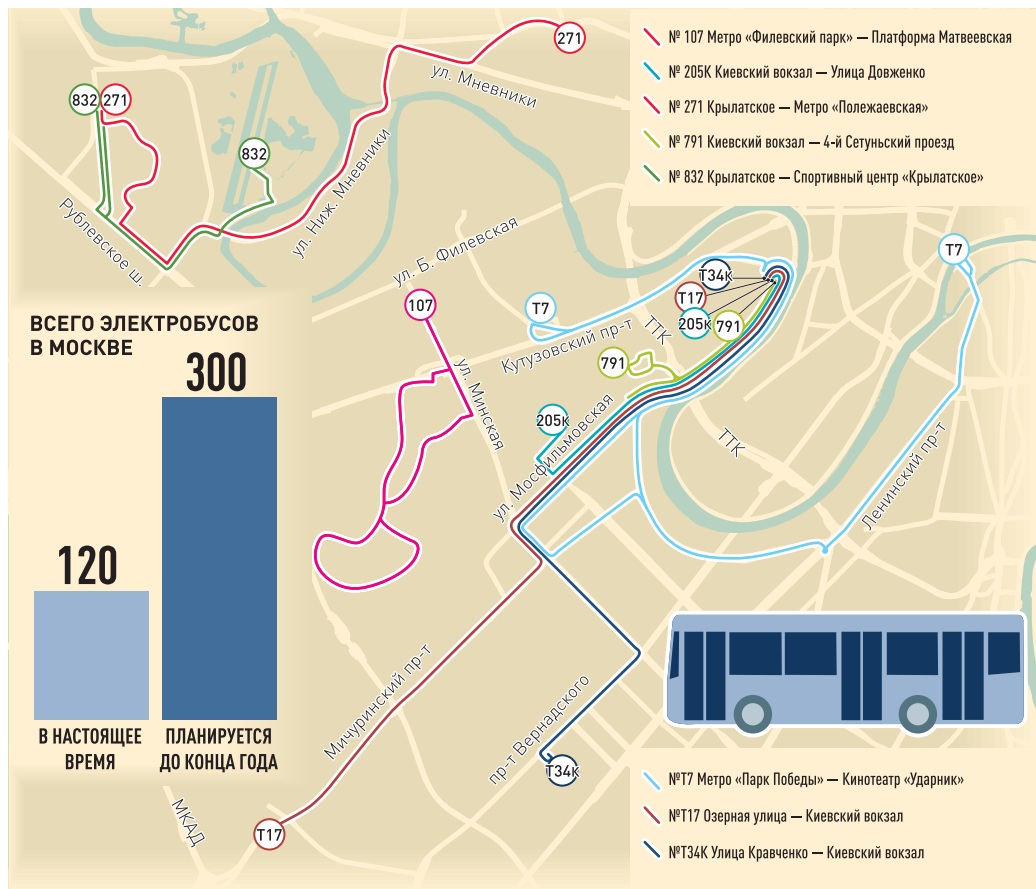 № 107 Метро «Филевский парк» — Платформа Матвеевская
№ 205К Киевский вокзал — Улица Довженко
№ 271 Крылатское — Метро «Полежаевская»
№ 791 Киевский вокзал — 4-й Сетуньский проезд
№ 832 Крылатское — Спортивный центр «Крылатское»
271
ул. Мневники
832
271
832
ул. Ниж. Мневники
Рублевское ш.
ул. Б. Филевская
Т7
Т34К
Т17
205К
791
107
Т7
ТТК
Кутузовский пр-т
791
ул. Минская
205К
ул. Мосфильмовская
ТТК
Ленинский пр-т
ВСЕГО ЭЛЕКТРОБУСОВ
В МОСКВЕ
300
120
В НАСТОЯЩЕЕ
ВРЕМЯ
ПЛАНИРУЕТСЯ
ДО КОНЦА ГОДА
Мичуринский пр-т
пр-т Вернадского
Т34К
МКАД
Т17
№Т7 Метро «Парк Победы» — Кинотеатр «Ударник»
№Т17 Озерная улица — Киевский вокзал
№Т34К Улица Кравченко — Киевский вокзал